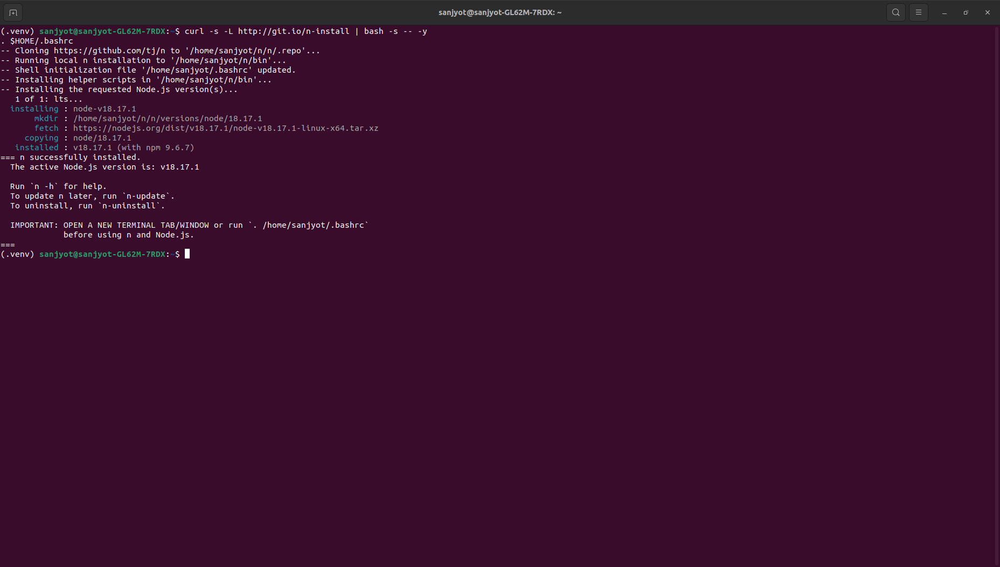 sanjyot@sanjyot-GL62M-7RDX: ~
(.venv) sanjyot@sanjyot-GL62M-7RDX:~$ curl -s -L http://git.io/n-install | bash -s -- -y
. $HOME/.bashrc
-- Cloning https://github.com/tj/n to '/home/sanjyot/n/n/.repo'...
-- Running local n installation to '/home/sanjyot/n/bin'...
-- Shell initialization file '/home/sanjyot/.bashrc' updated.
-- Installing helper scripts in '/home/sanjyot/n/bin'...
-- Installing the requested Node.js version(s)...
   1 of 1: lts...
  installing : node-v18.17.1
       mkdir : /home/sanjyot/n/n/versions/node/18.17.1
       fetch : https://nodejs.org/dist/v18.17.1/node-v18.17.1-linux-x64.tar.xz
     copying : node/18.17.1
   installed : v18.17.1 (with npm 9.6.7)
=== n successfully installed.
  The active Node.js version is: v18.17.1

  Run `n -h` for help.
  To update n later, run `n-update`.
  To uninstall, run `n-uninstall`.

  IMPORTANT: OPEN A NEW TERMINAL TAB/WINDOW or run `. /home/sanjyot/.bashrc`
             before using n and Node.js.
===
(.venv) sanjyot@sanjyot-GL62M-7RDX:~$